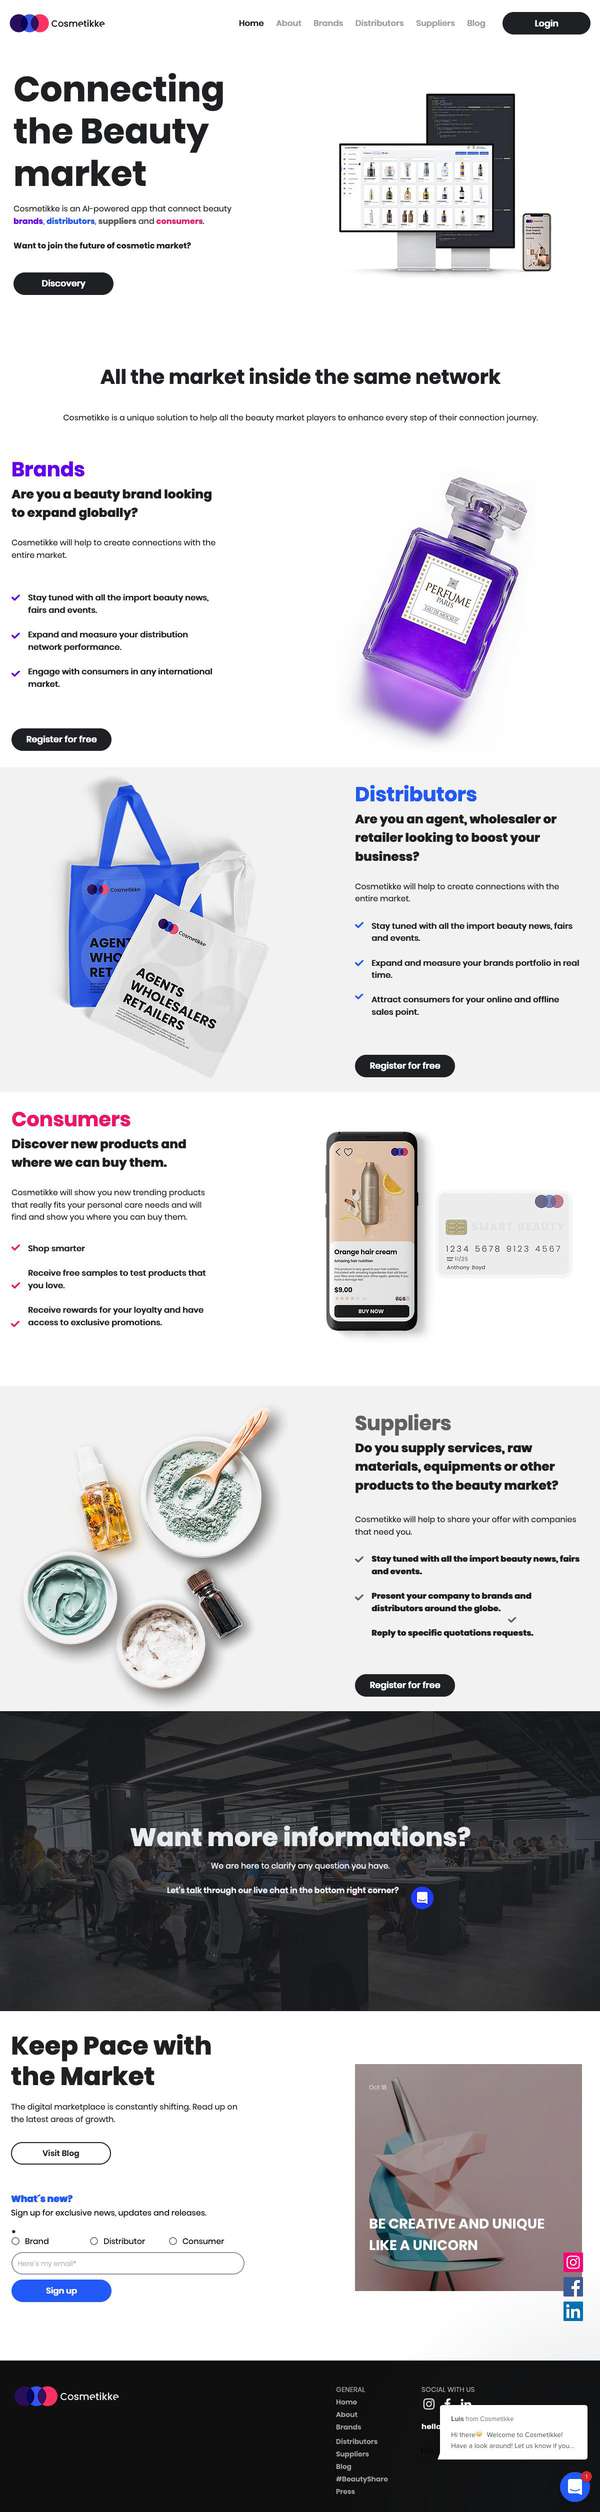 Cosmetikke
Home About Brands Distributors Suppliers Blog Login
Connecting
the Beauty
market
Cosmetikke is an AI-powered app that connect beauty
brands, distributors, suppliers and consumers.
Want to join the future of cosmetic market?
Discovery
All the market inside the same network
Cosmetikke is a unique solution to help all the beauty market players to enhance every step of their connection journey.
Brands
Are you a beauty brand looking
to expand globally?
Cosmetikke will help to create connections with the
entire market.
Stay tuned with all the import beauty news,
fairs and events.
Expand and measure your distribution
network performance.
Engage with consumers in any international
market.
Register for free
PERFUME
PARIS
Cosmetikke
AGENT
WHO
RET
Cosmetikke
AGENTS
WHOLESALERS
RETAILERS
Distributors
Are you an agent, wholesaler or
retailer looking to boost your
business?
Cosmetikke will help to create connections with the
entire market.
Stay tuned with all the import beauty news, fairs
and events.
Expand and measure your brands portfolio in real
time.
Attract consumers for your online and offline
sales point.
Register for free
Consumers
Discover new products and
where we can buy them.
Cosmetikke will show you new trending products
that really fits your personal care needs and will
find and show you where you can buy them.
Shop smarter
Receive free samples to test products that
you love.
Receive rewards for your loyalty and have
access to exclusive promotions.
Orange hair cream
Amazing hair nutrition
$9,00
BUY NOW
SMART BEAUTY
1234 5678 9123 4567
11/25
Anthony Boyd
Suppliers
Do you supply services, raw
materials, equipments or other
products to the beauty market?
Cosmetikke will help to share your offer with companies
that need you.
Stay tuned with all the import beauty news, fairs
and events.
Present your company to brands and
distributors around the globe.
Reply to specific quotations requests.
Register for free
Want more informations?
We are here to clarify any question you have.
Let's talk through our live chat in the bottom right corner?
Keep Pace with
the Market
The digital marketplace is constantly shifting. Read up on
the latest areas of growth.
Visit Blog
What´s new?
Sign up for exclusive news, updates and releases.
*
Brand Distributor Consumer
Here's my email*
Sign up
Oct 18
BE CREATIVE AND UNIQUE
LIKE A UNICORN
Cosmetikke
GENERAL
Home
About
Brands
Distributors
Suppliers
Blog
#BeautyShare
Press
SOCIAL WITH US
hello
Luis from Cosmetikke
Hi there😄 Welcome to Cosmetikke!
Have a look around! Let us know if you...
1